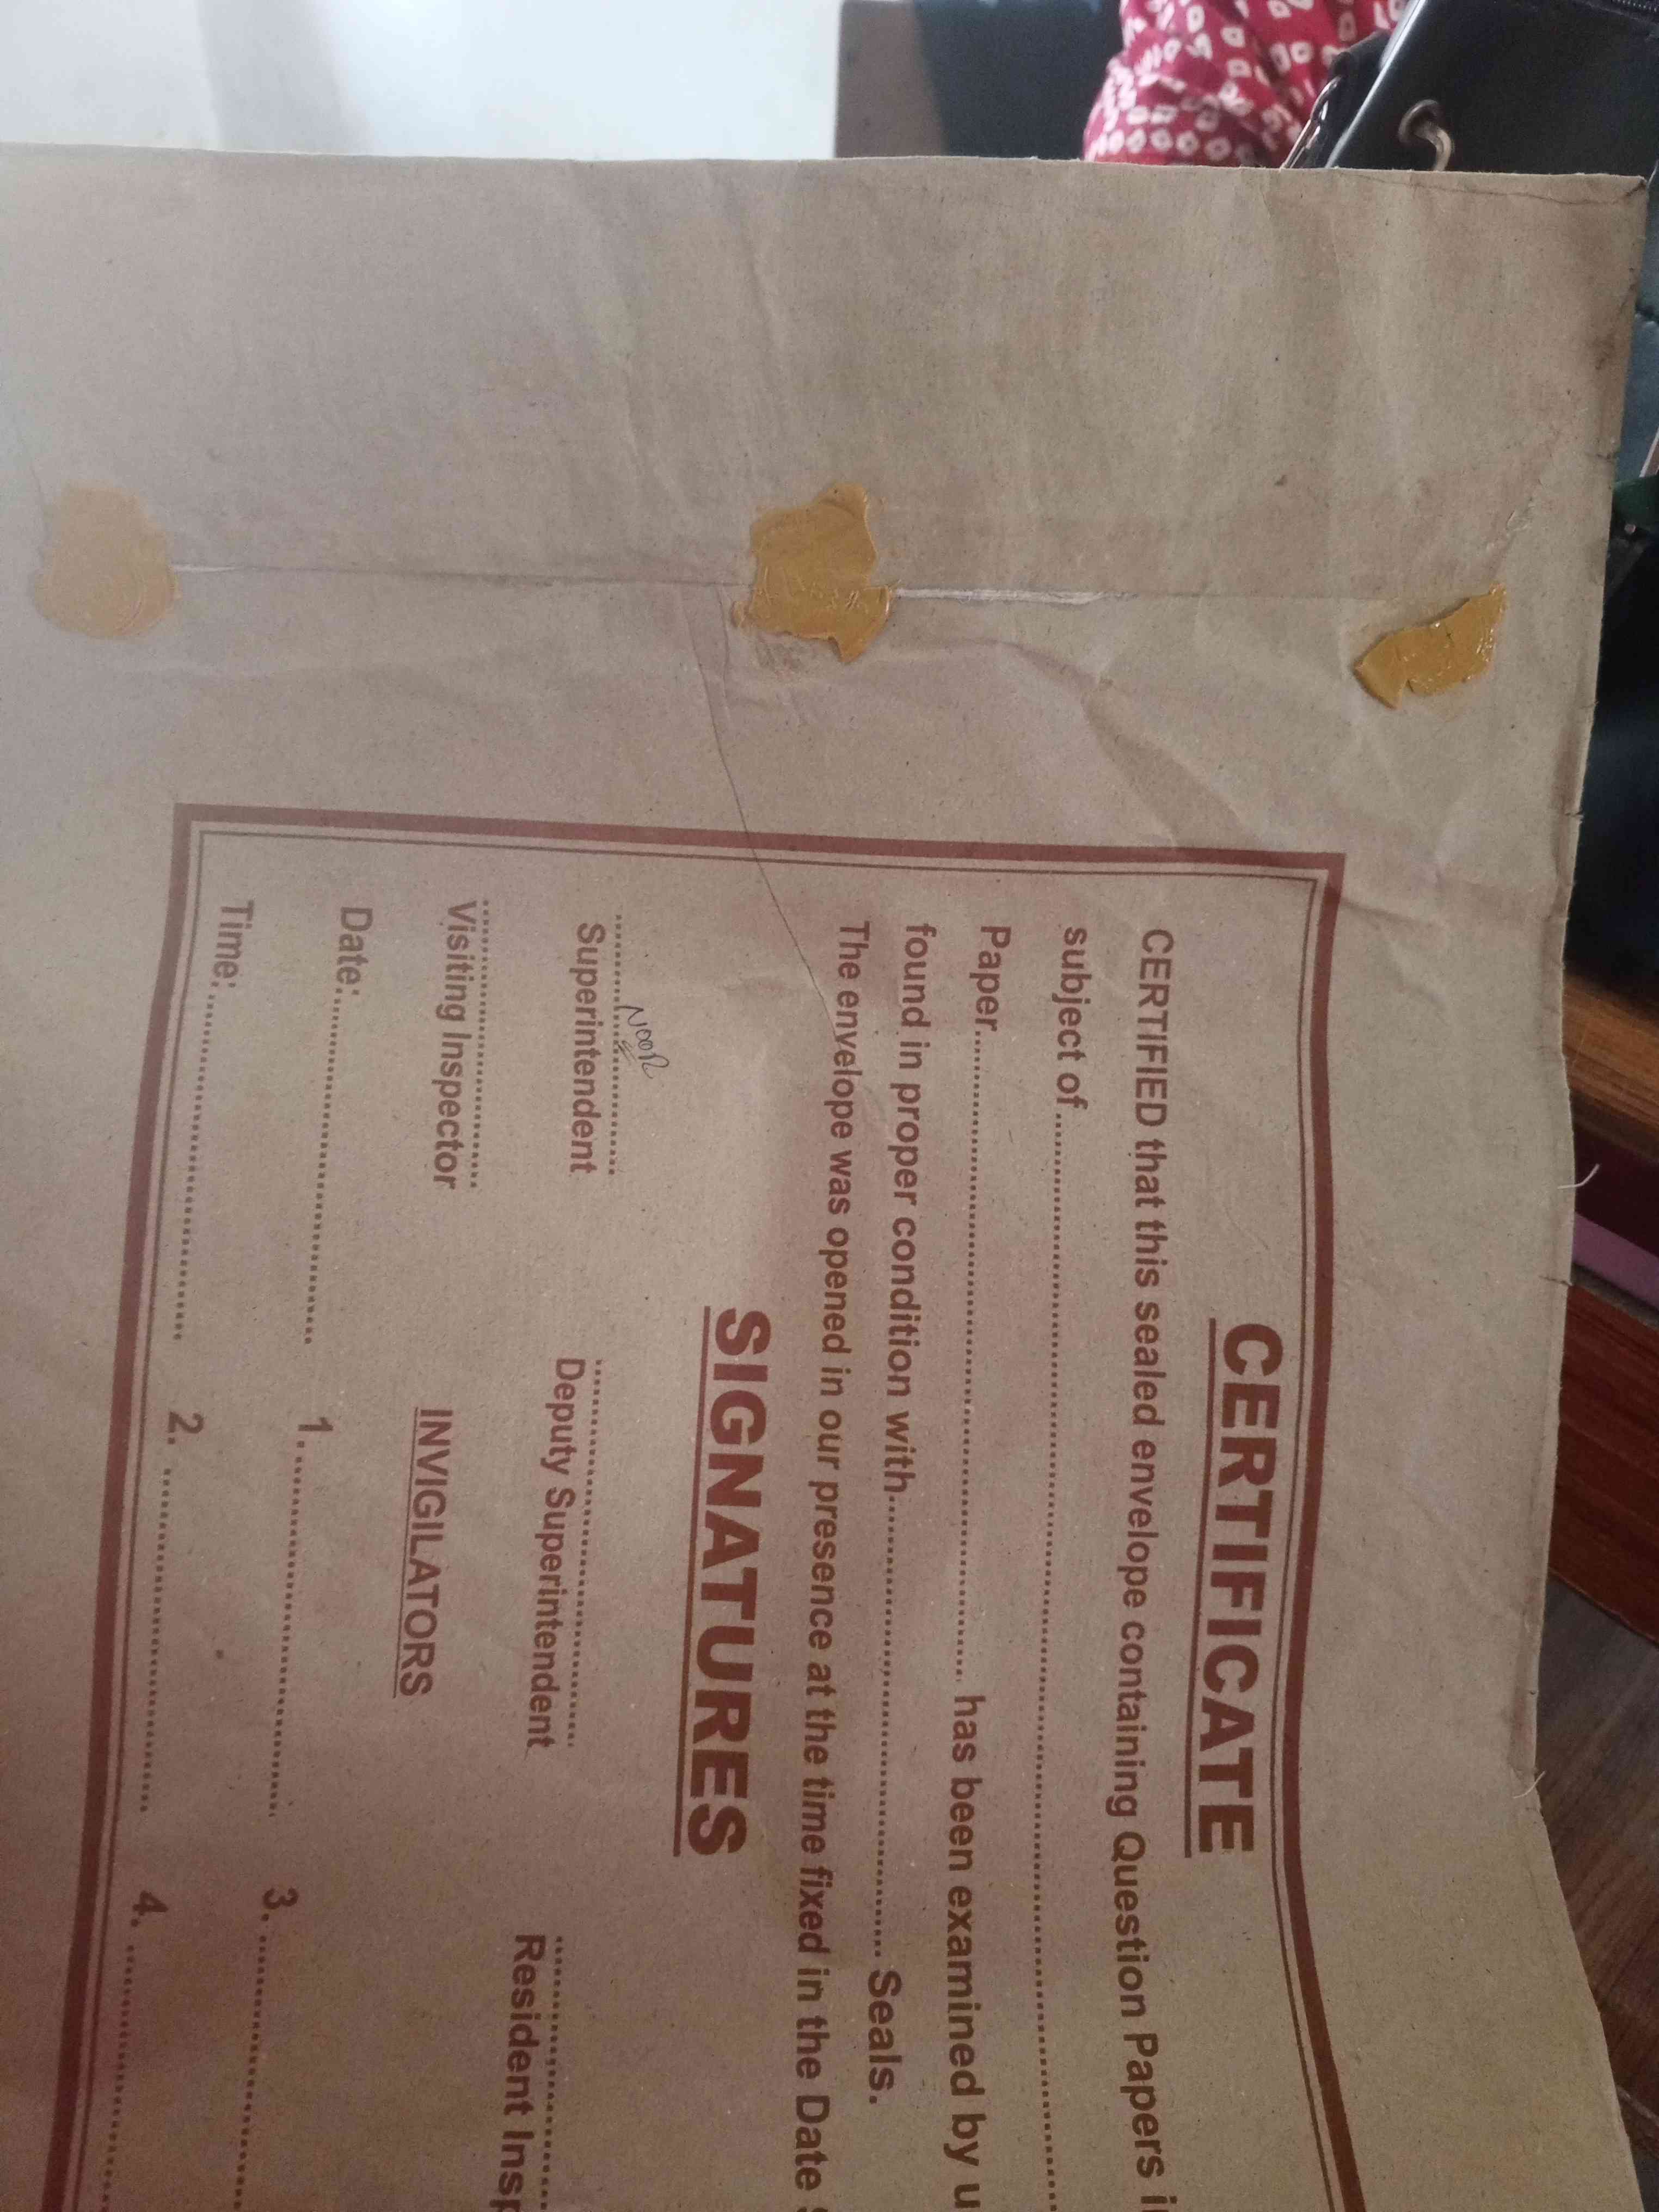 CERTIFICATE
CERTIFIED that this sealed envelope containing Question Papers i
subject of
Paper has been examined by u
found in proper condition with Seals.
The envelope was opened in our presence at the time fixed in the Date S
SIGNATURES
NOOR
Superintendent Deputy Superintendent Resident Insp
Visiting Inspector INVIGILATORS
Date: 1. 3.
Time: 2. 4.